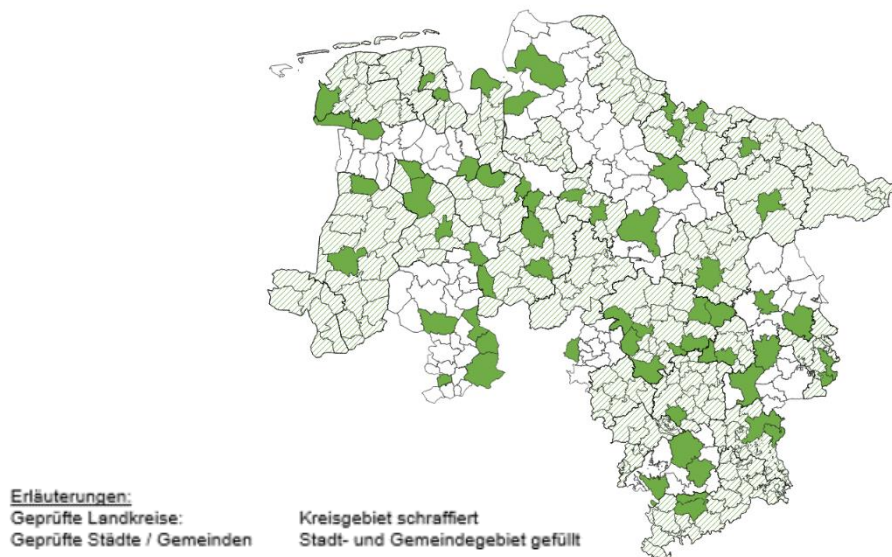 Erläuterungen:
Geprüfte Landkreise: Kreisgebiet schraffiert
Geprüfte Städte / Gemeinden Stadt- und Gemeindegebiet gefüllt